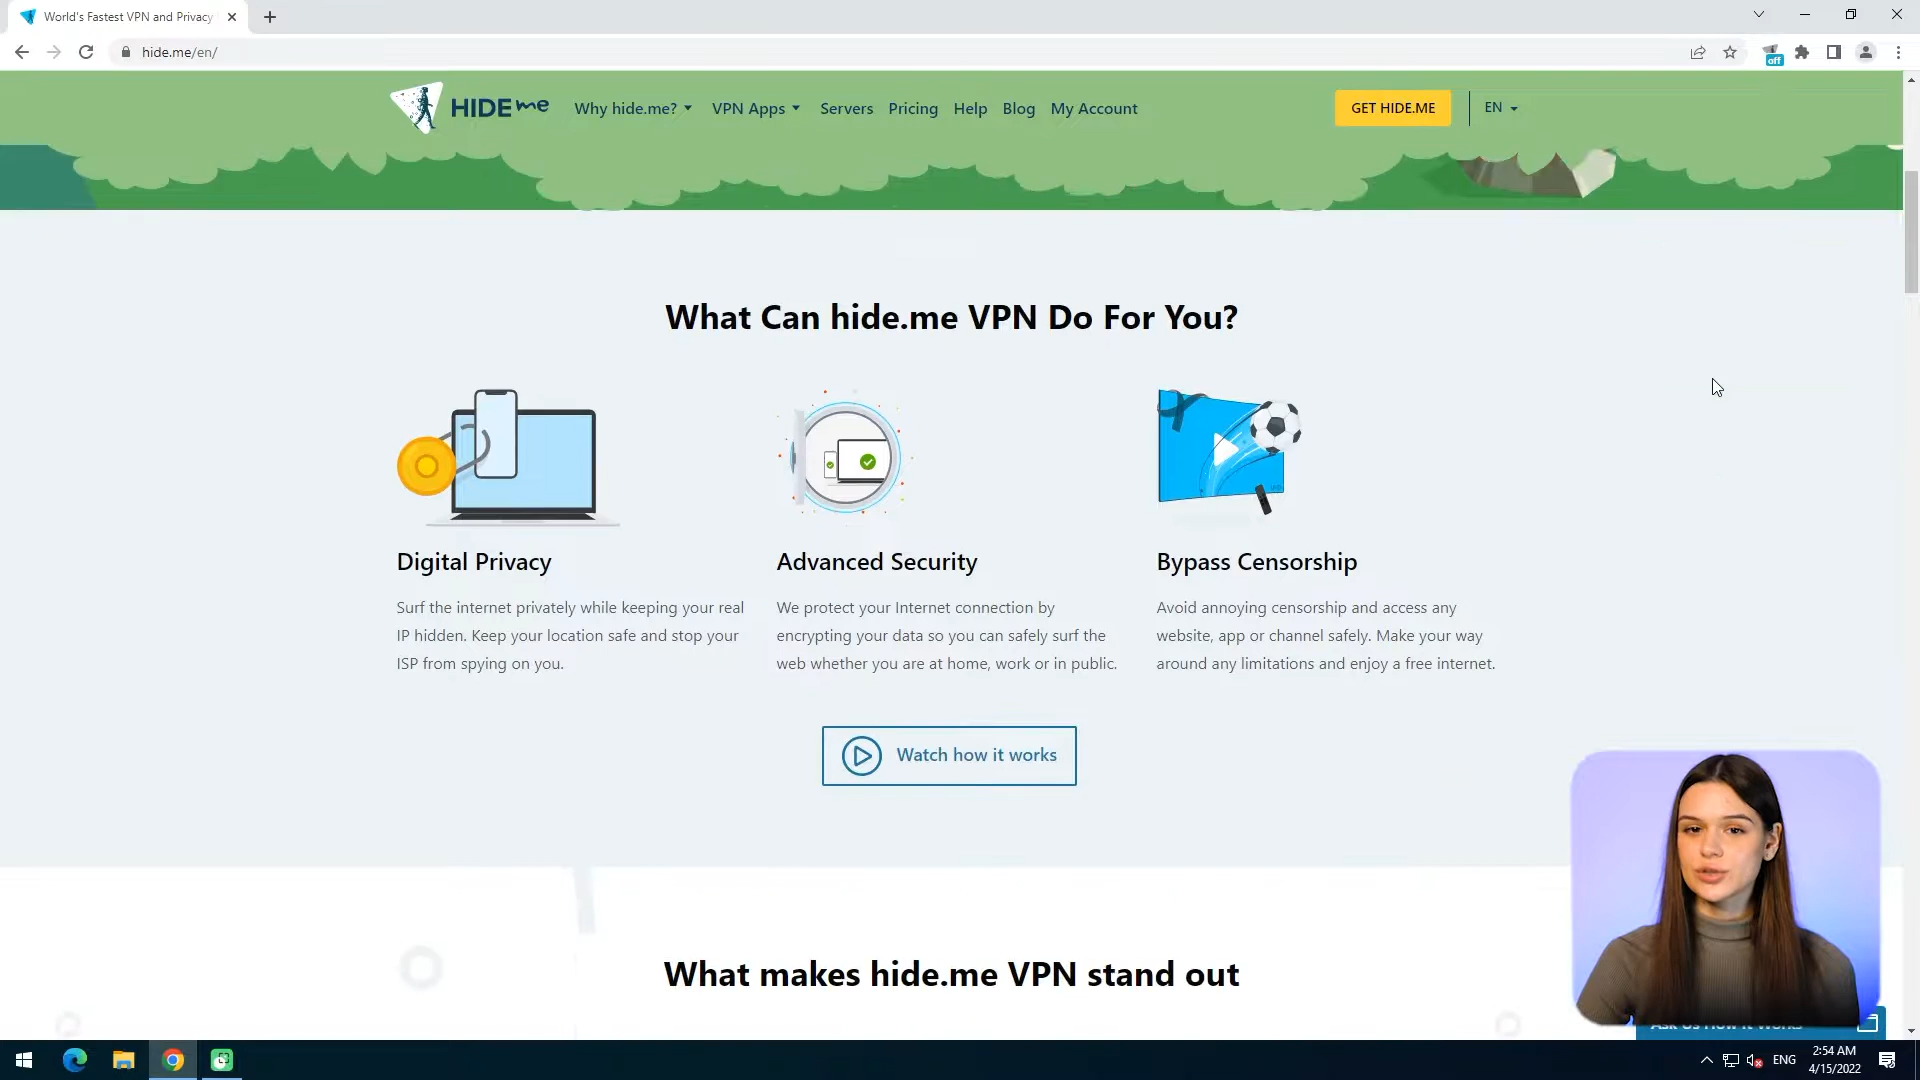 World's Fastest VPN and Privacy
hide.me/en/
off
HIDE me
Why hide.me?
VPN Apps
Servers
Pricing
Help
Blog
My Account
GET HIDE.ME
EN
What Can hide.me VPN Do For You?
Digital Privacy
Surf the internet privately while keeping your real
IP hidden. Keep your location safe and stop your
ISP from spying on you.
Advanced Security
We protect your Internet connection by
encrypting your data so you can safely surf the
web whether you are at home, work or in public.
Bypass Censorship
Avoid annoying censorship and access any
website, app or channel safely. Make your way
around any limitations and enjoy a free internet.
Watch how it works
What makes hide.me VPN stand out
Ask Us How It Works
ENG
2:54 AM
4/15/2022